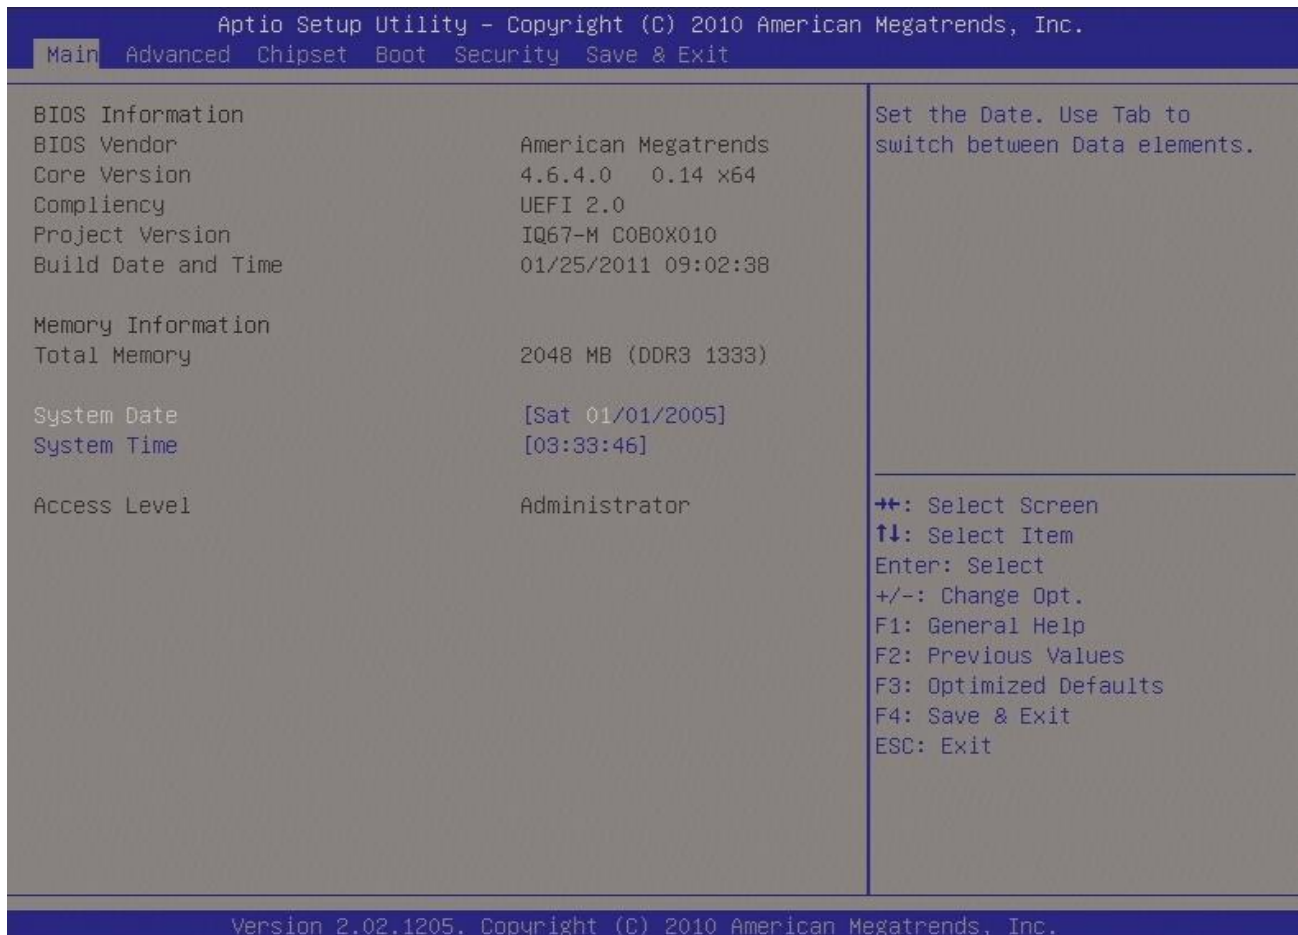 Aptio Setup Utility – Copyright (C) 2010 American Megatrends, Inc.
Main Advanced Chipset Boot Security Save & Exit
BIOS Information
BIOS Vendor American Megatrends
Core Version 4.6.4.0 0.14 x64
Compliency UEFI 2.0
Project Version IQ67-M COBOX010
Build Date and Time 01/25/2011 09:02:38
Memory Information
Total Memory 2048 MB (DDR3 1333)
System Date [Sat 01/01/2005]
System Time [03:33:46]
Access Level Administrator
Set the Date. Use Tab to
switch between Data elements.
→←: Select Screen
↑↓: Select Item
Enter: Select
+/-: Change Opt.
F1: General Help
F2: Previous Values
F3: Optimized Defaults
F4: Save & Exit
ESC: Exit
Version 2.02.1205. Copyright (C) 2010 American Megatrends, Inc.